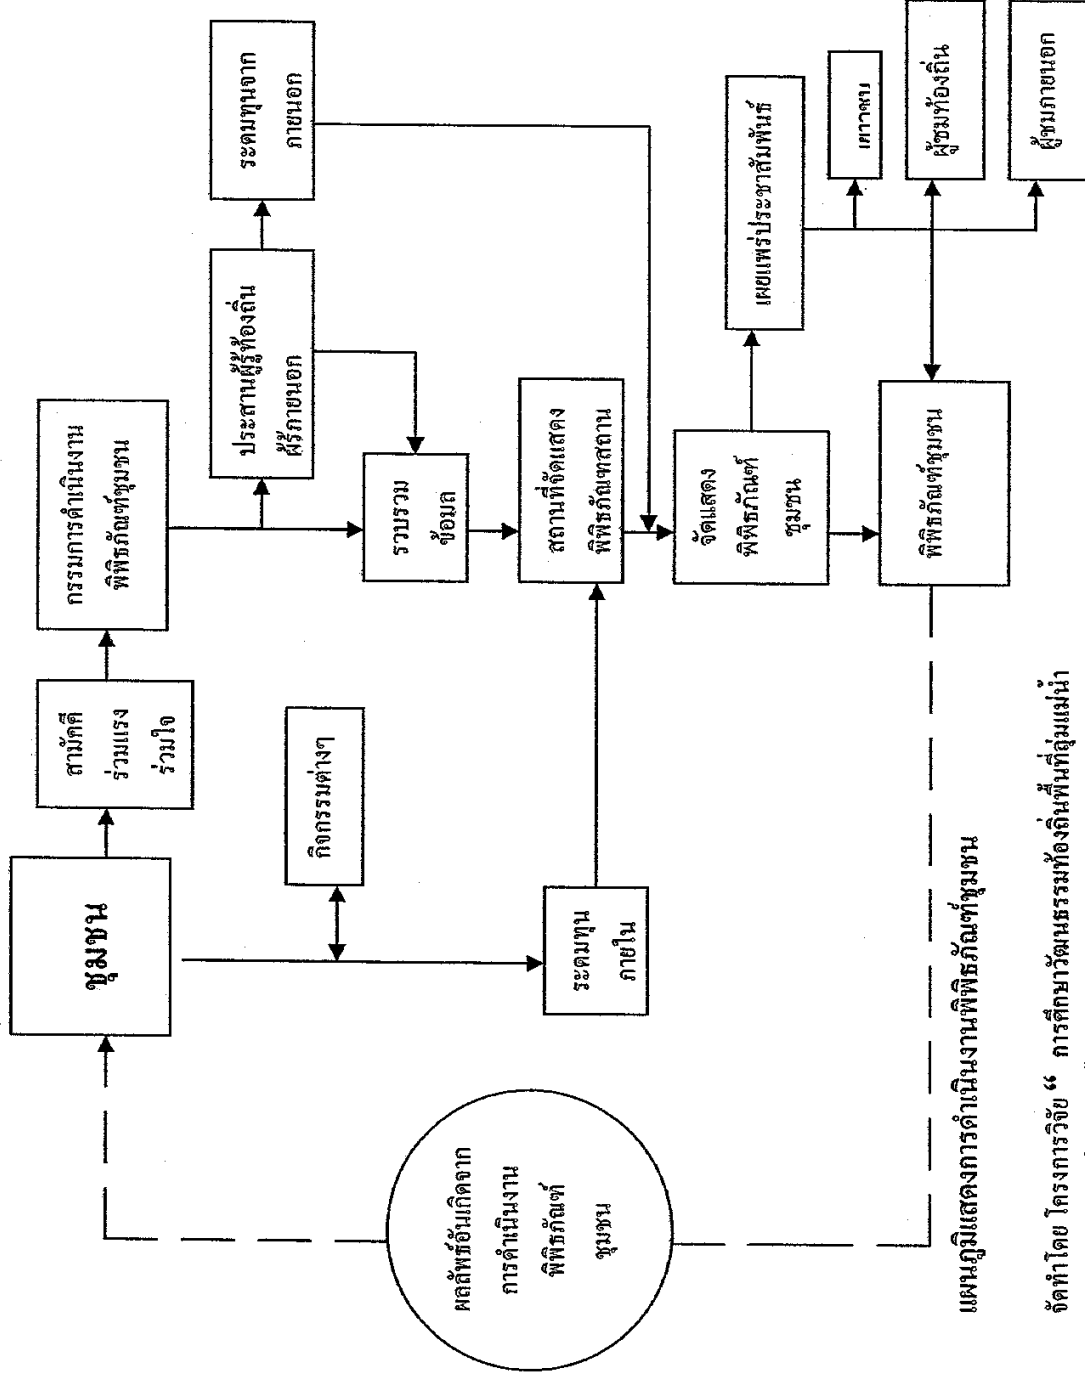 ชุมชน
สามัคคี
ร่วมแรง
ร่วมใจ
กรรมการดำเนินงาน
พิพิธภัณฑ์ชุมชน
กิจกรรมต่างๆ
ประสานผู้รู้ท้องถิ่น
ผู้รู้ภายนอก
ระดมทุนจาก
ภายนอก
รวบรวม
ข้อมูล
ระดมทุน
ภายใน
สถานที่จัดแสดง
พิพิธภัณฑสถาน
จัดแสดง
พิพิธภัณฑ์
ชุมชน
เผยแพร่ประชาสัมพันธ์
เยาวชน
ผู้ชมท้องถิ่น
ผู้ชมภายนอก
พิพิธภัณฑ์ชุมชน
ผลลัพธ์อันเกิดจาก
การดำเนินงาน
พิพิธภัณฑ์
ชุมชน
แผนภูมิแสดงการดำเนินงานพิพิธภัณฑ์ชุมชน
จัดทำโดย โครงการวิจัย “ การศึกษาวัฒนธรรมท้องถิ่นพื้นที่ลุ่มแม่น้ำ